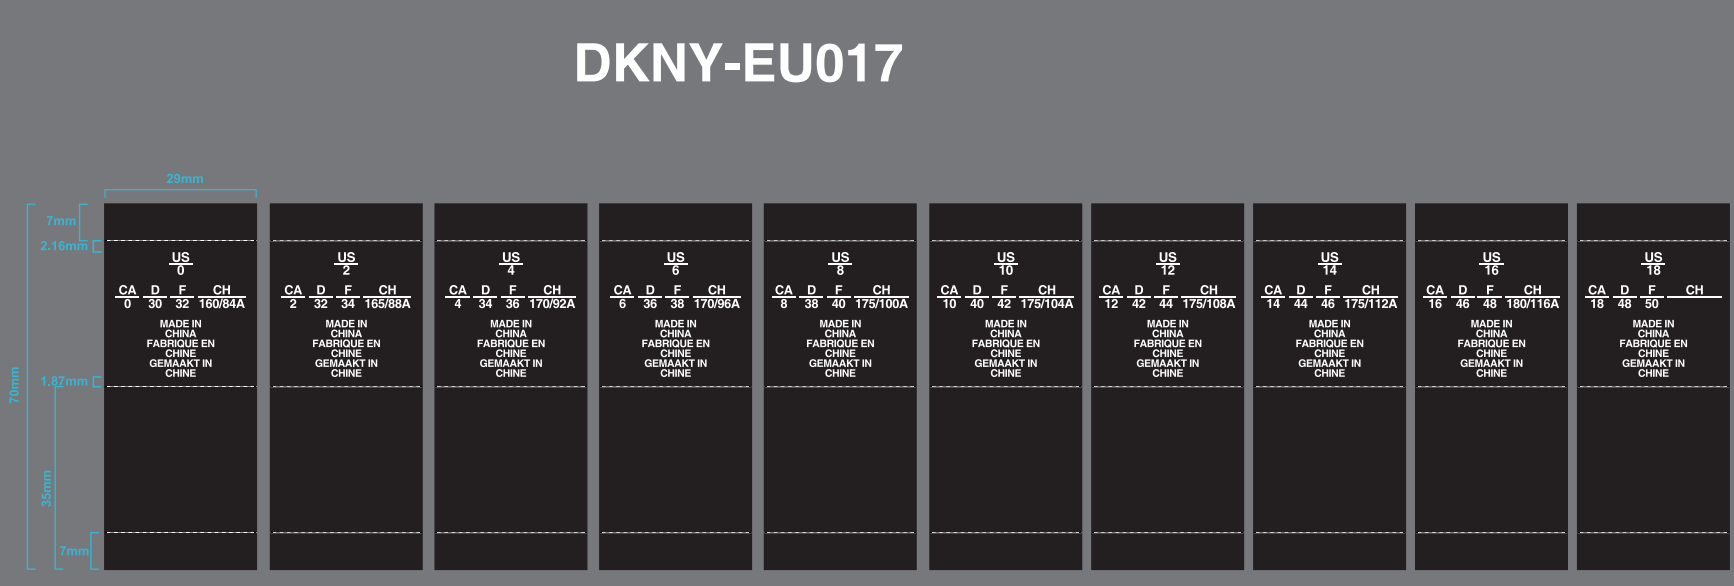 DKNY-EU017
29mm
7mm
2.16mm
70mm
1.87mm
35mm
7mm
US
0
CA D F CH
0 30 32 160/84A
MADE IN
CHINA
FABRIQUE EN
CHINE
GEMAAKT IN
CHINE
US
2
CA D F CH
2 32 34 165/88A
MADE IN
CHINA
FABRIQUE EN
CHINE
GEMAAKT IN
CHINE
US
4
CA D F CH
4 34 36 170/92A
MADE IN
CHINA
FABRIQUE EN
CHINE
GEMAAKT IN
CHINE
US
6
CA D F CH
6 36 38 170/96A
MADE IN
CHINA
FABRIQUE EN
CHINE
GEMAAKT IN
CHINE
US
8
CA D F CH
8 38 40 175/100A
MADE IN
CHINA
FABRIQUE EN
CHINE
GEMAAKT IN
CHINE
US
10
CA D F CH
10 40 42 175/104A
MADE IN
CHINA
FABRIQUE EN
CHINE
GEMAAKT IN
CHINE
US
12
CA D F CH
12 42 44 175/108A
MADE IN
CHINA
FABRIQUE EN
CHINE
GEMAAKT IN
CHINE
US
14
CA D F CH
14 44 46 175/112A
MADE IN
CHINA
FABRIQUE EN
CHINE
GEMAAKT IN
CHINE
US
16
CA D F CH
16 46 48 180/116A
MADE IN
CHINA
FABRIQUE EN
CHINE
GEMAAKT IN
CHINE
US
18
CA D F CH
18 48 50
MADE IN
CHINA
FABRIQUE EN
CHINE
GEMAAKT IN
CHINE